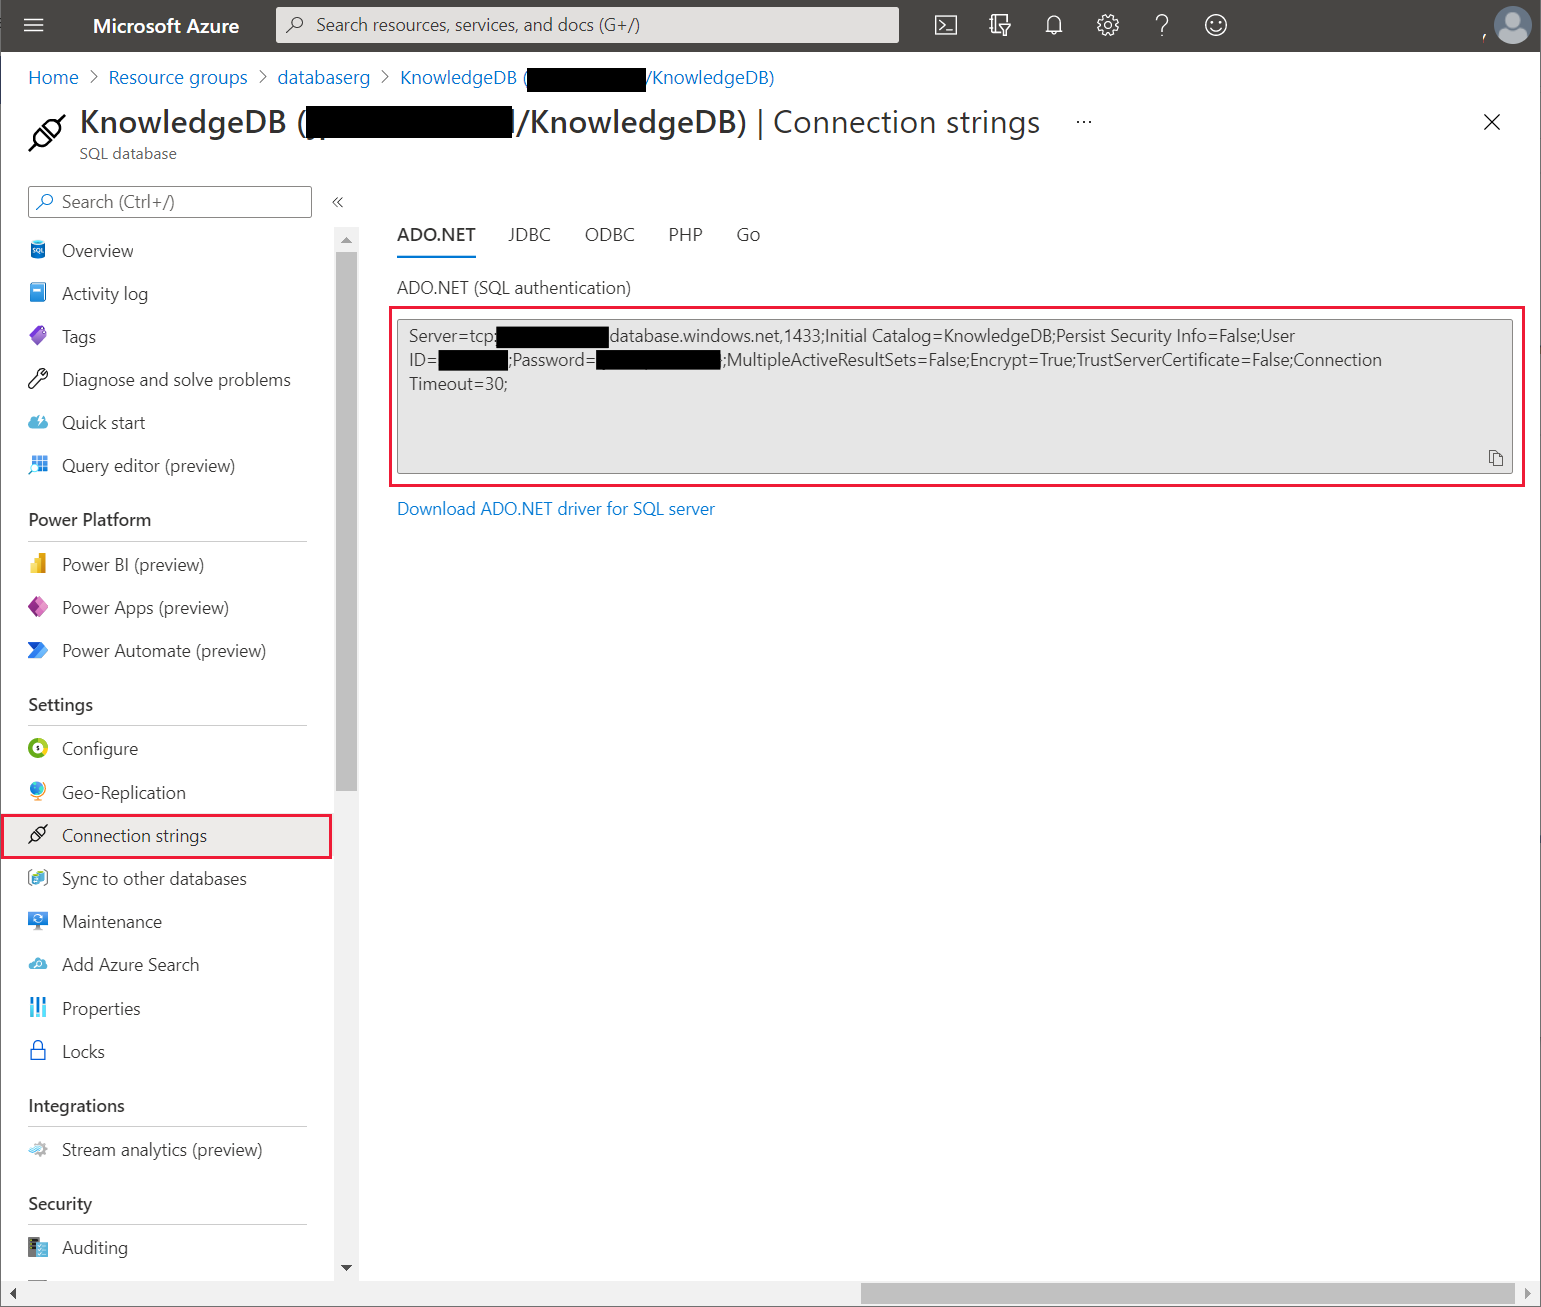 Microsoft Azure
Search resources, services, and docs (G+/)
Home > Resource groups > databaserg > KnowledgeDB ( /KnowledgeDB)
KnowledgeDB ( /KnowledgeDB) | Connection strings ...
SQL database
Search (Ctrl+/)
«
Overview
Activity log
Tags
Diagnose and solve problems
Quick start
Query editor (preview)
Power Platform
Power BI (preview)
Power Apps (preview)
Power Automate (preview)
Settings
Configure
Geo-Replication
Connection strings
Sync to other databases
Maintenance
Add Azure Search
Properties
Locks
Integrations
Stream analytics (preview)
Security
Auditing
ADO.NET JDBC ODBC PHP Go
ADO.NET (SQL authentication)
Server=tcp: database.windows.net,1433;Initial Catalog=KnowledgeDB;Persist Security Info=False;User
ID= ;Password= ;MultipleActiveResultSets=False;Encrypt=True;TrustServerCertificate=False;Connection
Timeout=30;
Download ADO.NET driver for SQL server